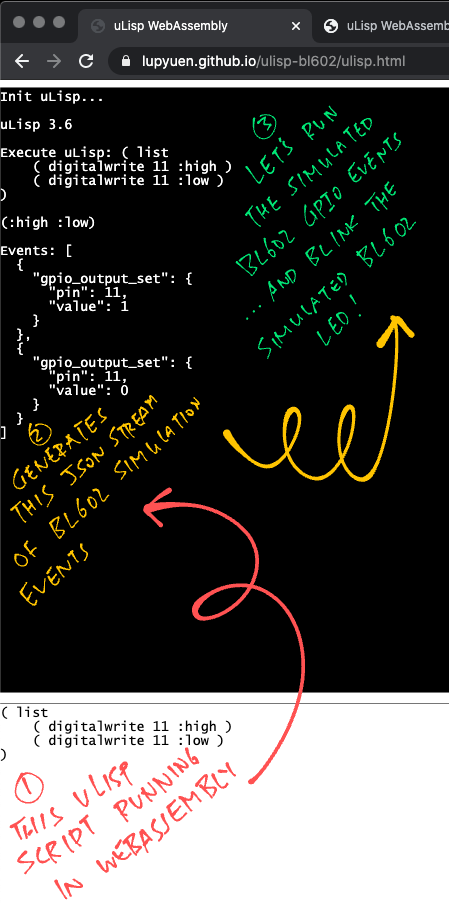 uLisp WebAssembly
uLisp WebAssemb
lupyuen.github.io/ulisp-bl602/ulisp.html
Init uLisp...
uLisp 3.6
Execute uLisp: ( list
( digitalwrite 11 :high )
( digitalwrite 11 :low )
)
(:high :low)
Events: [
{
"gpio_output_set": {
"pin": 11,
"value": 1
}
},
{
"gpio_output_set": {
"pin": 11,
"value": 0
}
}
]
3
LET'S RUN
THE SIMULATED
BL602 GPIO EVENTS
... AND BLINK THE
SIMULATED BL602
LED!
2
GENERATES
THIS JSON STREAM
OF BL602 SIMULATION
EVENTS
( list
( digitalwrite 11 :high )
( digitalwrite 11 :low )
)
1
THIS ULISP
SCRIPT RUNNING
IN WEBASSEMBLY